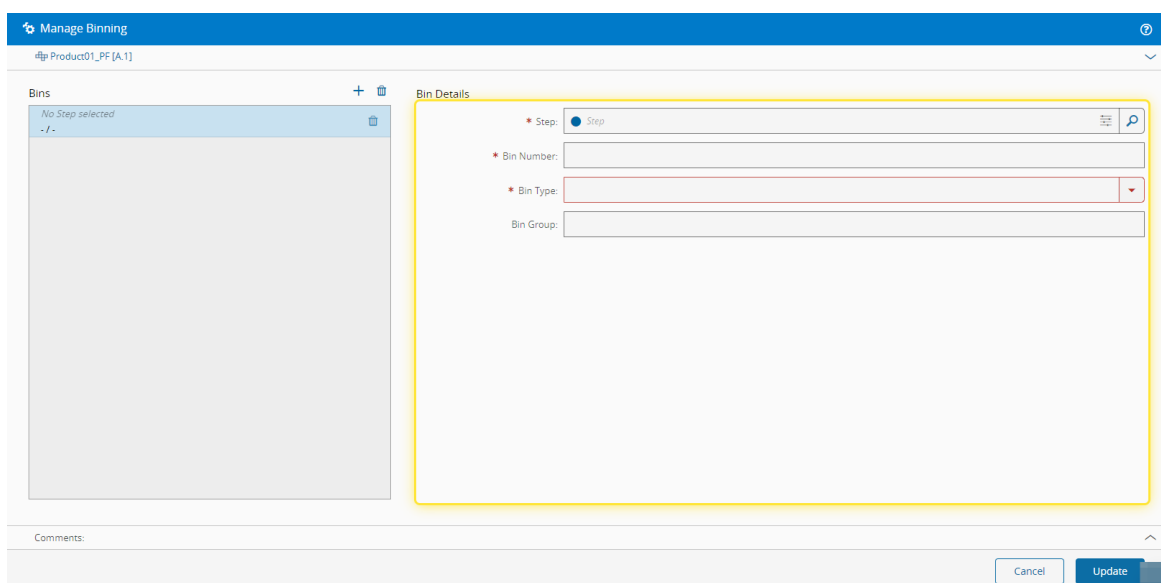 Manage Binning
Product01_PF [A.1]
Bins
No Step selected
- / -
Bin Details
* Step: Step
* Bin Number:
* Bin Type:
Bin Group:
Comments:
Cancel Update